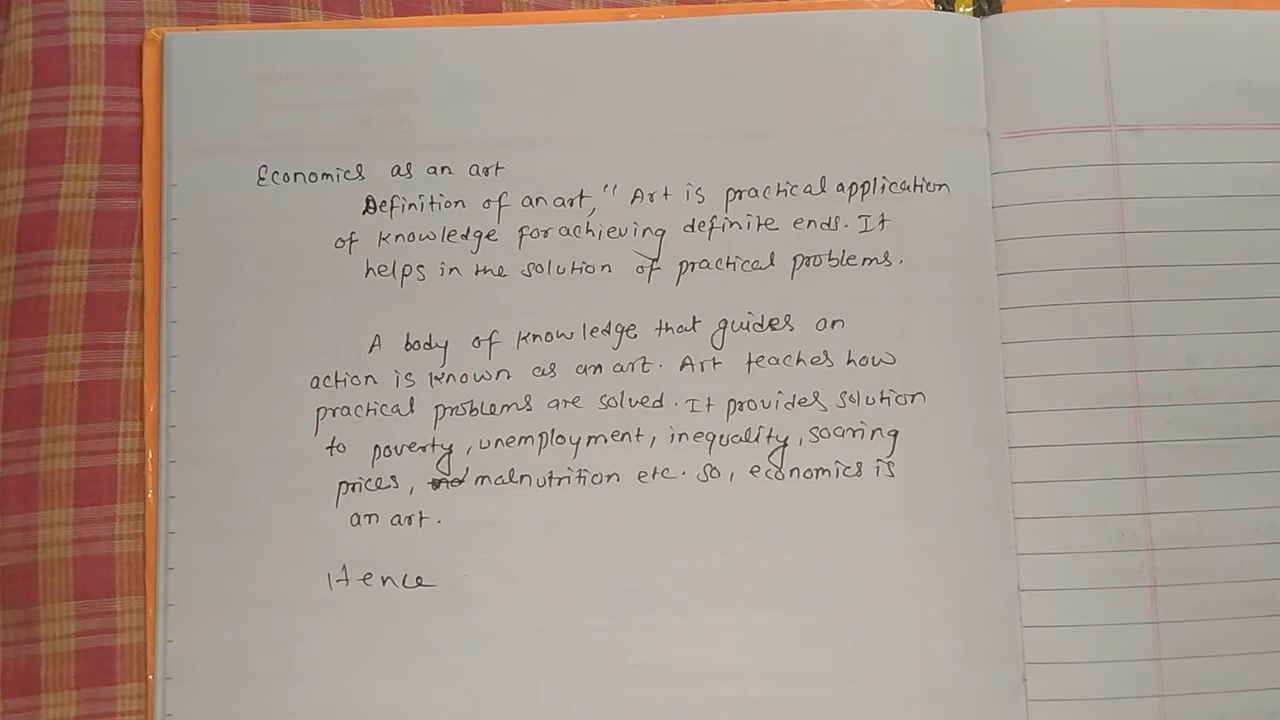 Economics as an art
Definition of an art, " Art is practical application
of knowledge for achieving definite ends. It
helps in the solution of practical problems.
A body of knowledge that guides an
action is known as an art. Art teaches how
practical problems are solved. It provides solution
to poverty, unemployment, inequality, soaring
prices, malnutrition etc. so, economics is
an art.
Hence